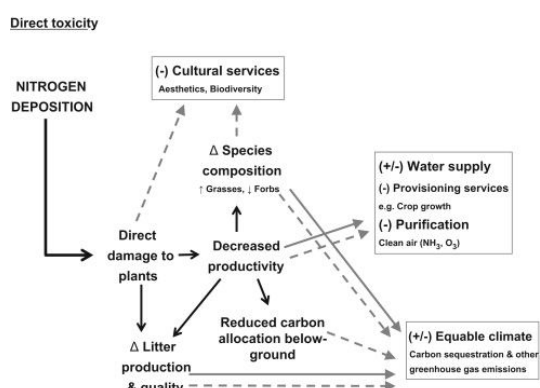 Direct toxicity
NITROGEN
DEPOSITION
(-) Cultural services
Aesthetics, Biodiversity
Δ Species
composition
↑ Grasses, ↓ Forbs
(+/-) Water supply
(-) Provisioning services
e.g. Crop growth
(-) Purification
Clean air (NH3, O3)
Direct
damage to
plants
Decreased
productivity
Reduced carbon
allocation below-
ground
Δ Litter
production
& quality
(+/-) Equable climate
Carbon sequestration & other
greenhouse gas emissions